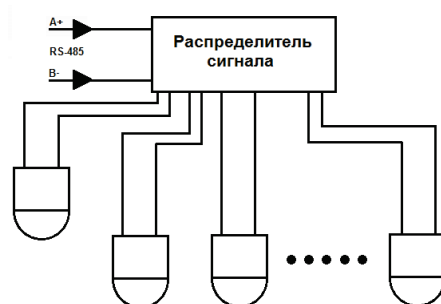 A+
RS-485
B-
Распределитель
сигнала